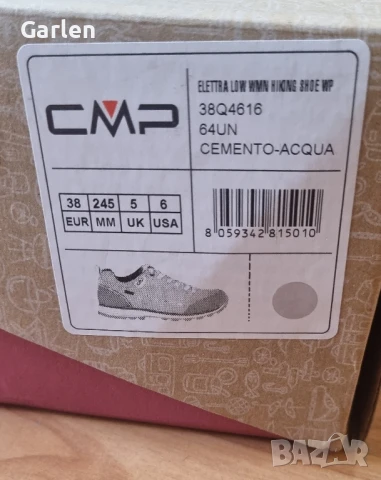 Garlen
CMP
ELETTRA LOW WMN HIKING SHOE WP
38Q4616
64UN
CEMENTO-ACQUA
38 245 5 6
EUR MM UK USA
8 059342 815010
BAZAR